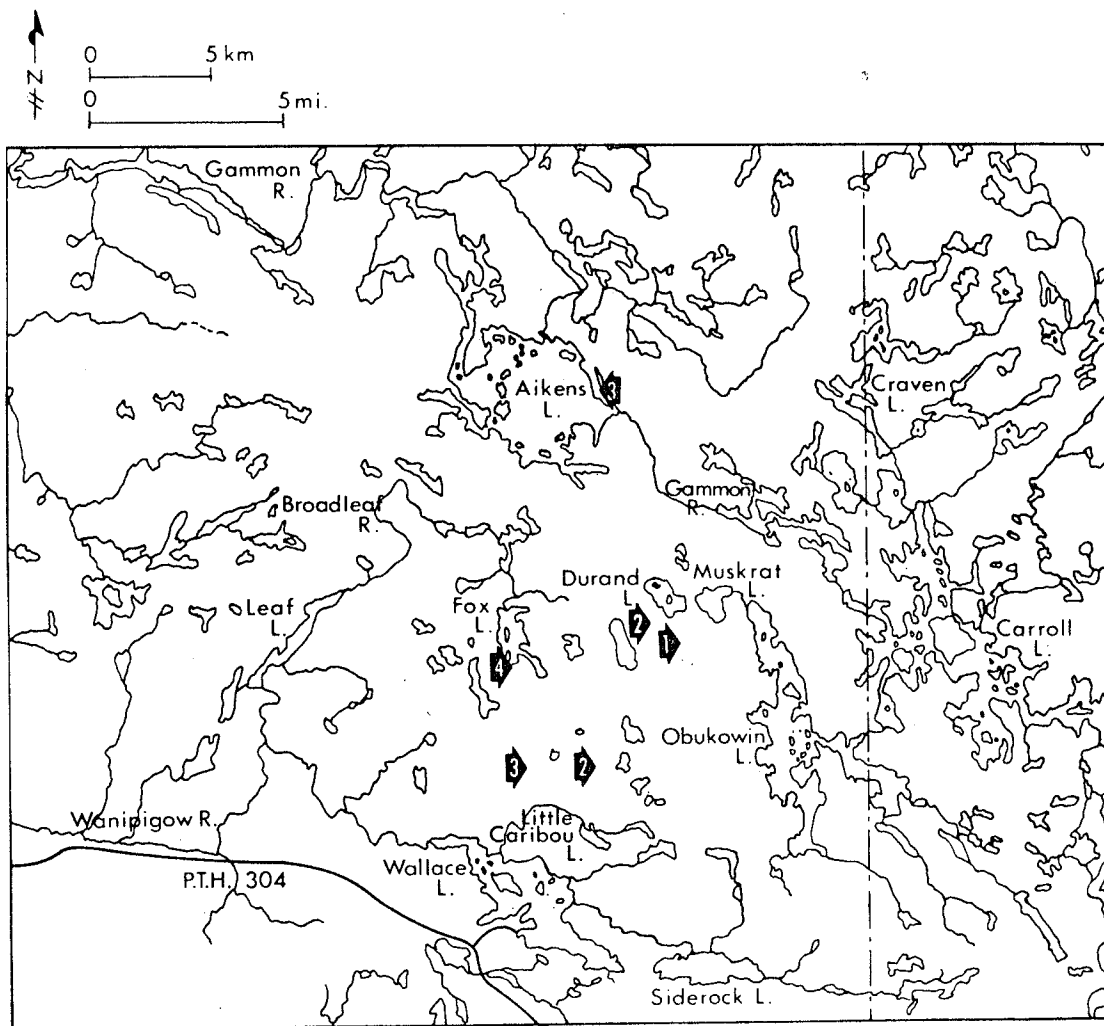 0 5 km
N
0 5 mi.
Gammon
R.
Aikens
L.
3
Craven
L.
Gammon
R.
Broadleaf
R.
Durand
L.
Muskrat
L.
Leaf
L.
Fox
L.
2
1
Carroll
L.
4
Obukowin
L.
3
2
Wanipigow R.
Little
Caribou
L.
Wallace
L.
P.T.H. 304
Siderock L.